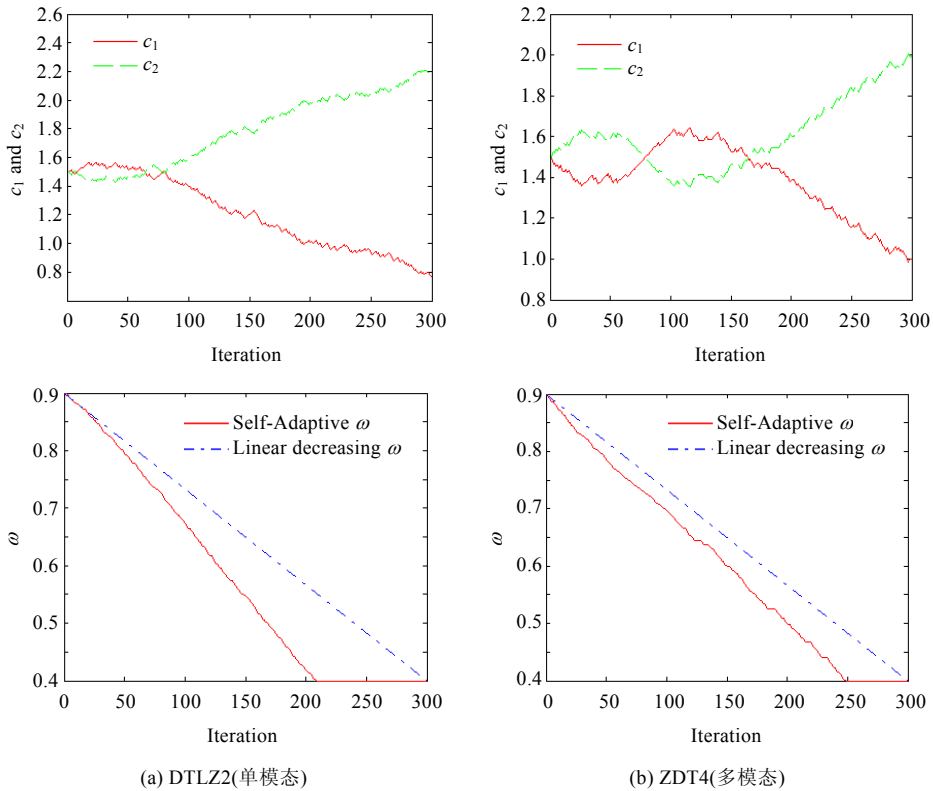 2.6
2.4
2.2
2.0
1.8
1.6
1.4
1.2
1.0
0.8
c1 and c2
c1
c2
0 50 100 150 200 250 300
Iteration
2.2
2.0
1.8
1.6
1.4
1.2
1.0
0.8
c1 and c2
c1
c2
0 50 100 150 200 250 300
Iteration
0.9
0.8
0.7
0.6
0.5
0.4
ω
Self-Adaptive ω
Linear decreasing ω
0 50 100 150 200 250 300
Iteration
0.9
0.8
0.7
0.6
0.5
0.4
ω
Self-Adaptive ω
Linear decreasing ω
0 50 100 150 200 250 300
Iteration
(a) DTLZ2(单模态)
(b) ZDT4(多模态)